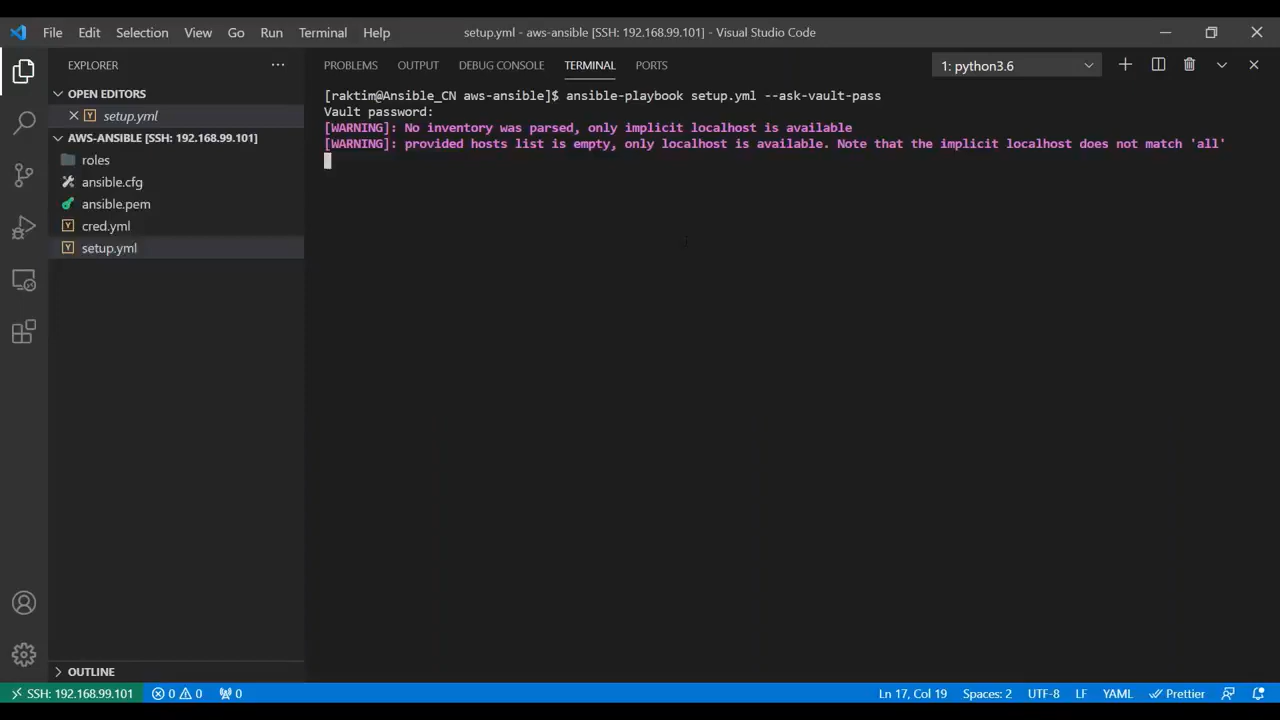 File Edit Selection View Go Run Terminal Help setup.yml - aws-ansible [SSH: 192.168.99.101] - Visual Studio Code
EXPLORER
PROBLEMS OUTPUT DEBUG CONSOLE TERMINAL PORTS 1: python3.6
OPEN EDITORS
setup.yml
AWS-ANSIBLE [SSH: 192.168.99.101]
roles
ansible.cfg
ansible.pem
cred.yml
setup.yml
[raktim@Ansible_CN aws-ansible]$ ansible-playbook setup.yml --ask-vault-pass
Vault password:
[WARNING]: No inventory was parsed, only implicit localhost is available
[WARNING]: provided hosts list is empty, only localhost is available. Note that the implicit localhost does not match 'all'
OUTLINE
SSH: 192.168.99.101 0 0 0 Ln 17, Col 19 Spaces: 2 UTF-8 LF YAML Prettier